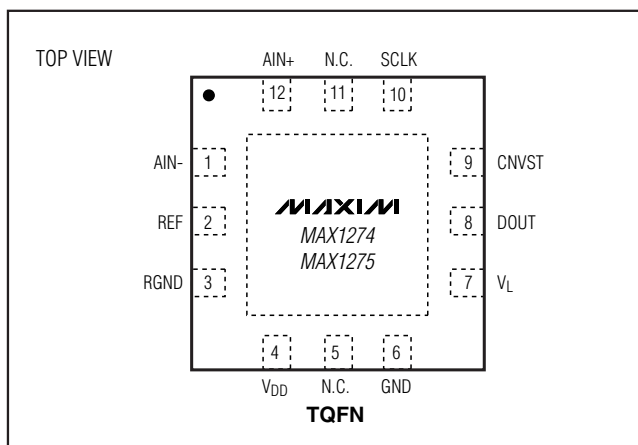 TOP VIEW
AIN+ N.C. SCLK
12 11 10
AIN- 1
9 CNVST
REF 2
8 DOUT
RGND 3
7 VL
MAXIM
MAX1274
MAX1275
4 5 6
VDD N.C. GND
TQFN